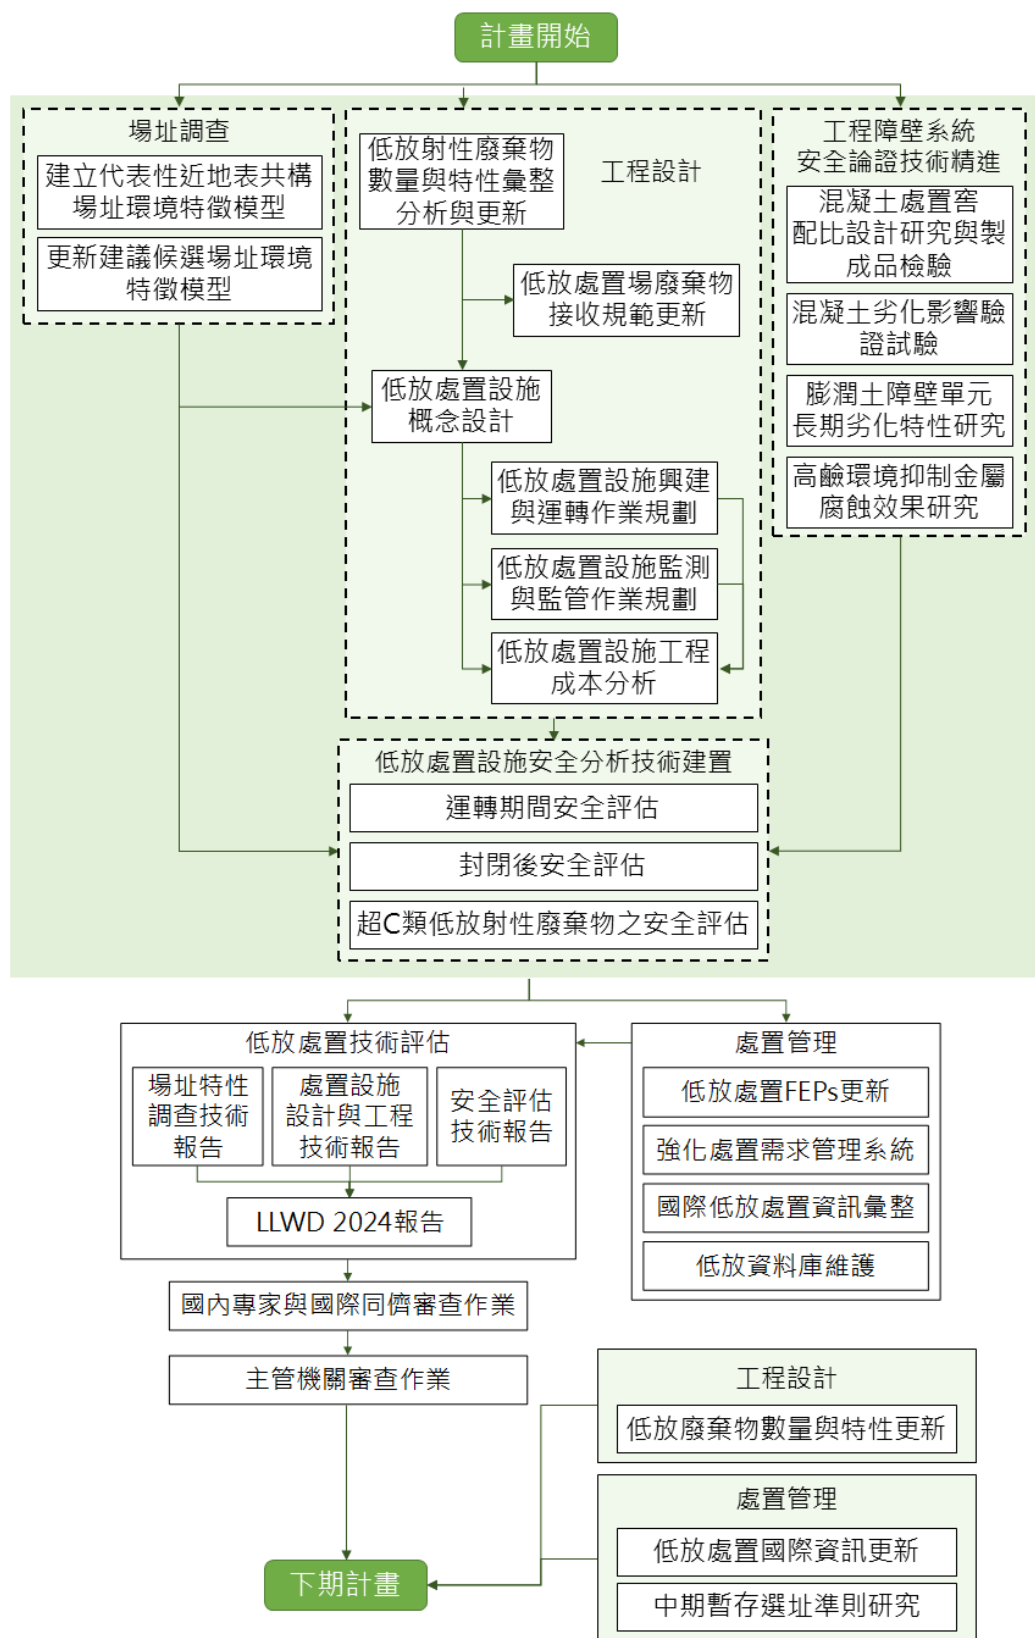 計畫開始
場址調查
建立代表性近地表共構
場址環境特徵模型
更新建議候選場址環境
特徵模型
低放射性廢棄物
數量與特性彙整
分析與更新
工程設計
低放處置場廢棄物
接收規範更新
低放處置設施
概念設計
低放處置設施興建
與運轉作業規劃
低放處置設施監測
與監管作業規劃
低放處置設施工程
成本分析
工程障壁系統
安全論證技術精進
混凝土處置窖
配比設計研究與製
成品檢驗
混凝土劣化影響驗
證試驗
膨潤土障壁單元
長期劣化特性研究
高鹼環境抑制金屬
腐蝕效果研究
低放處置設施安全分析技術建置
運轉期間安全評估
封閉後安全評估
超C類低放射性廢棄物之安全評估
低放處置技術評估
場址特性
調查技術
報告
處置設施
設計與工程
技術報告
安全評估
技術報告
LLWD 2024報告
處置管理
低放處置FEPs更新
強化處置需求管理系統
國際低放處置資訊彙整
低放資料庫維護
國內專家與國際同儕審查作業
主管機關審查作業
工程設計
低放廢棄物數量與特性更新
處置管理
低放處置國際資訊更新
中期暫存選址準則研究
下期計畫